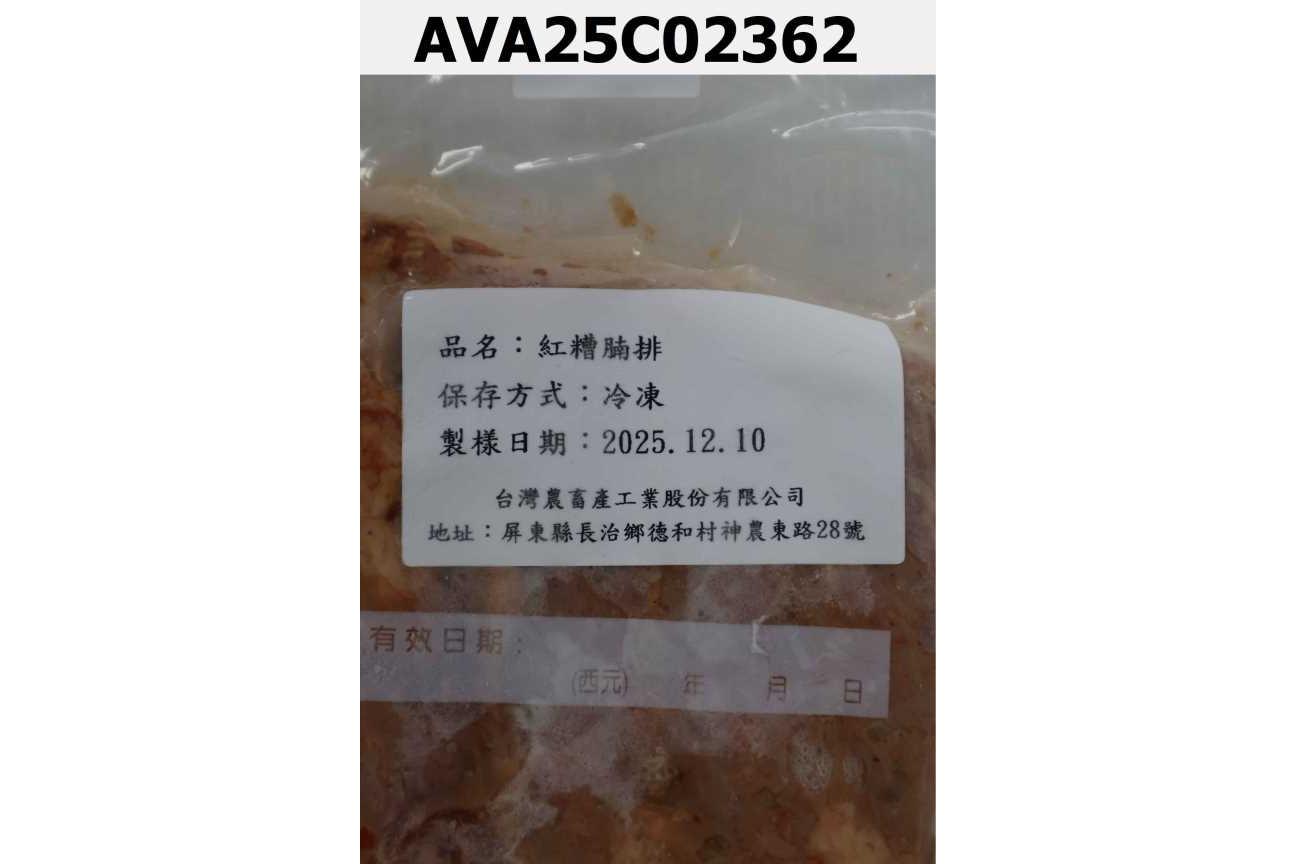 AVA25C02362
品名：紅糟腩排
保存方式：冷凍
製樣日期：2025.12.10
台灣農畜產工業股份有限公司
地址：屏東縣長治鄉德和村神農東路28號
有效日期：
(西元) 年 月 日